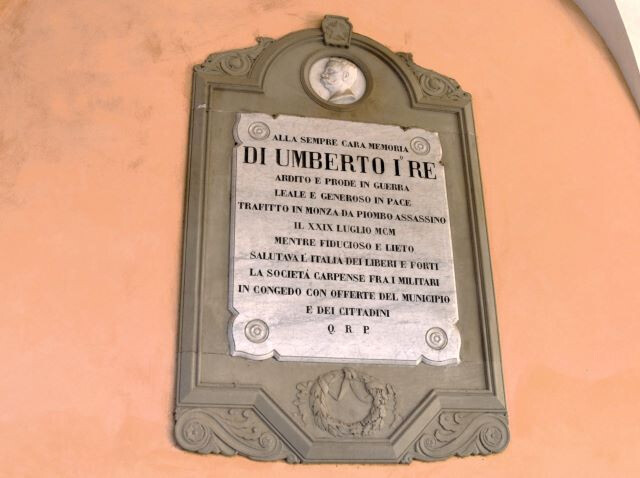 ALLA SEMPRE CARA MEMORIA
DI UMBERTO I° RE
ARDITO E PRODE IN GUERRA
LEALE E GENEROSO IN PACE
TRAFITTO IN MONZA DA PIOMBO ASSASSINO
IL XXIX LUGLIO MCM
MENTRE FIDUCIOSO E LIETO
SALUTAVA L'ITALIA DEI LIBERI E FORTI
LA SOCIETÁ CARPENSE FRA I MILITARI
IN CONGEDO CON OFFERTE DEL MUNICIPIO
E DEI CITTADINI
Q. R. P.